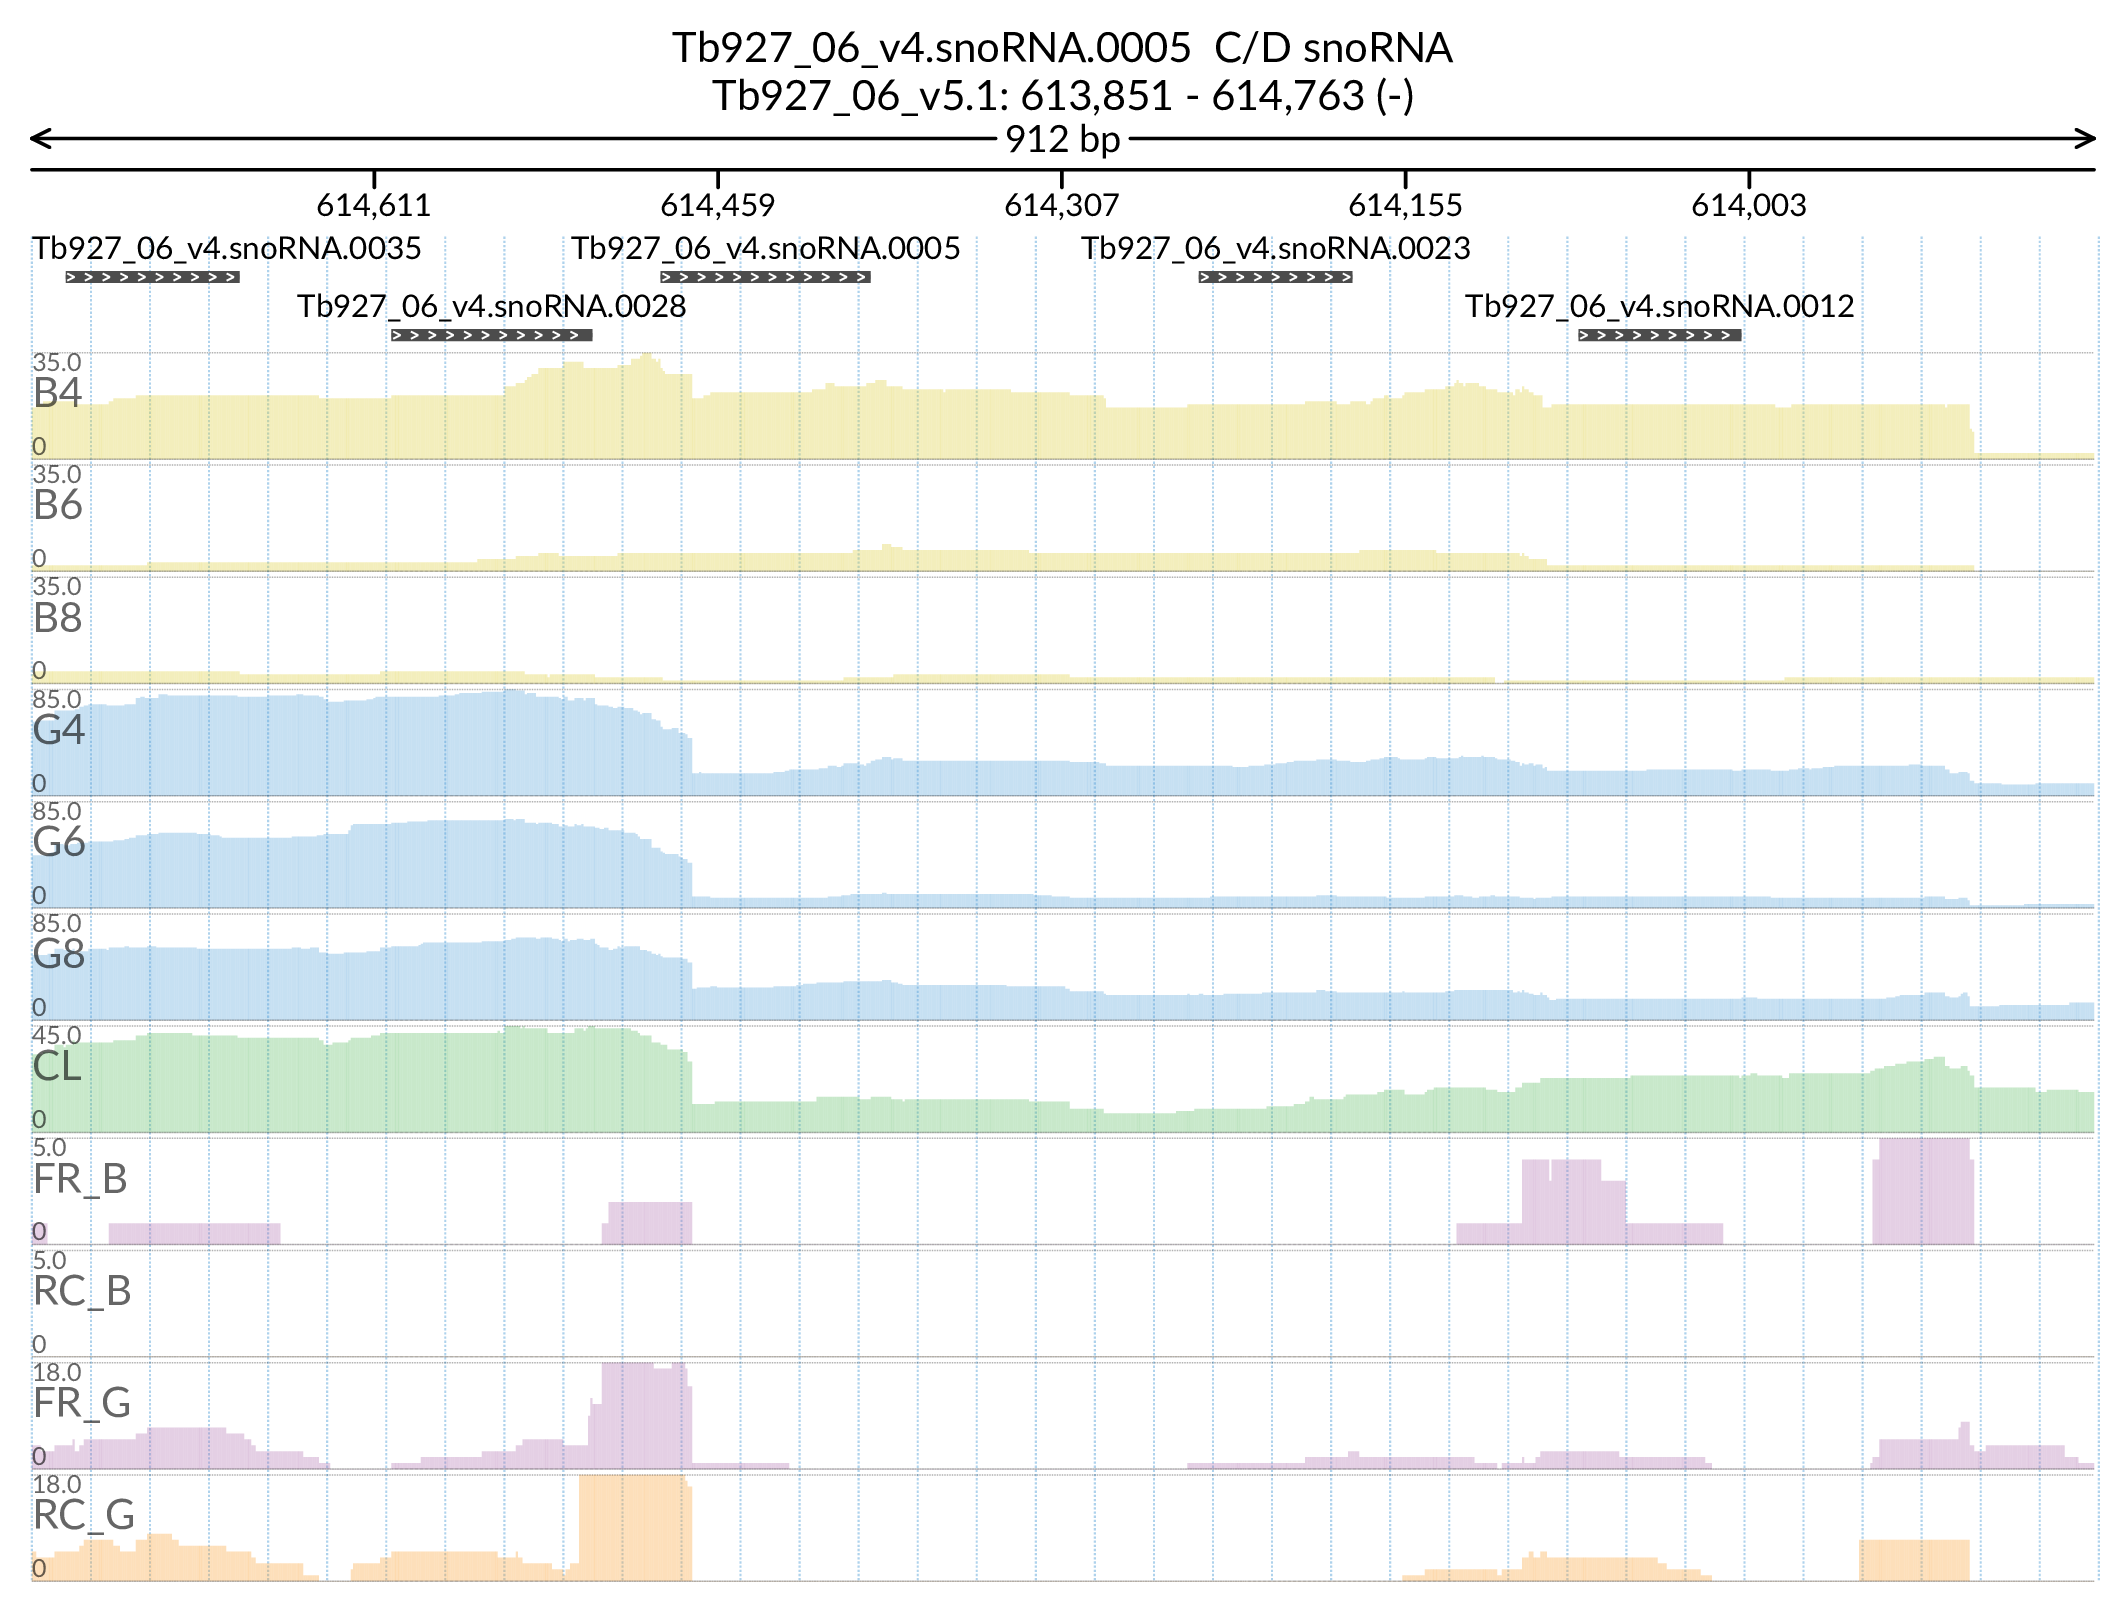 Tb927_06_v4.snoRNA.0005 C/D snoRNA
Tb927_06_v5.1: 613,851 - 614,763 (-)
912 bp
614,611 614,459 614,307 614,155 614,003
Tb927_06_v4.snoRNA.0035 Tb927_06_v4.snoRNA.0005 Tb927_06_v4.snoRNA.0023
Tb927_06_v4.snoRNA.0028 Tb927_06_v4.snoRNA.0012
35.0
B4
0
35.0
B6
0
35.0
B8
0
85.0
G4
0
85.0
G6
0
85.0
G8
0
45.0
CL
0
5.0
FR_B
0
5.0
RC_B
0
18.0
FR_G
0
18.0
RC_G
0